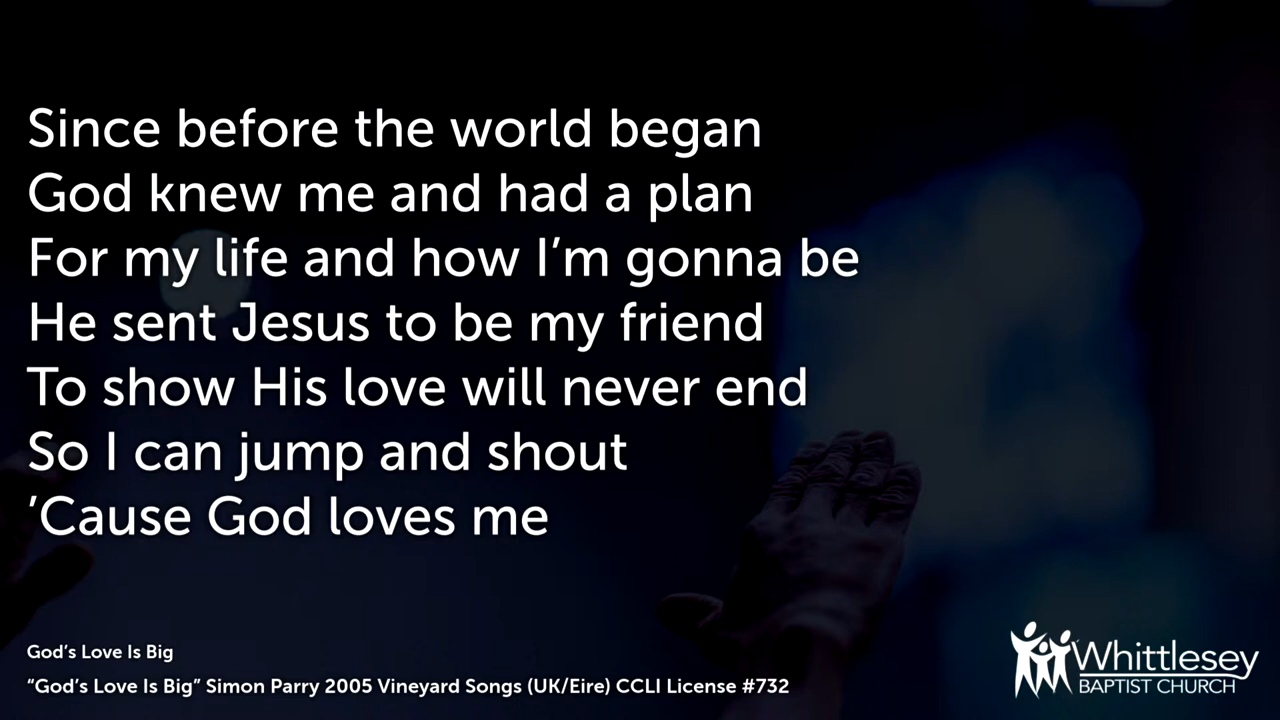 Since before the world began
God knew me and had a plan
For my life and how I’m gonna be
He sent Jesus to be my friend
To show His love will never end
So I can jump and shout
’Cause God loves me
God’s Love Is Big
“God’s Love Is Big” Simon Parry 2005 Vineyard Songs (UK/Eire) CCLI License #732
Whittlesey
BAPTIST CHURCH